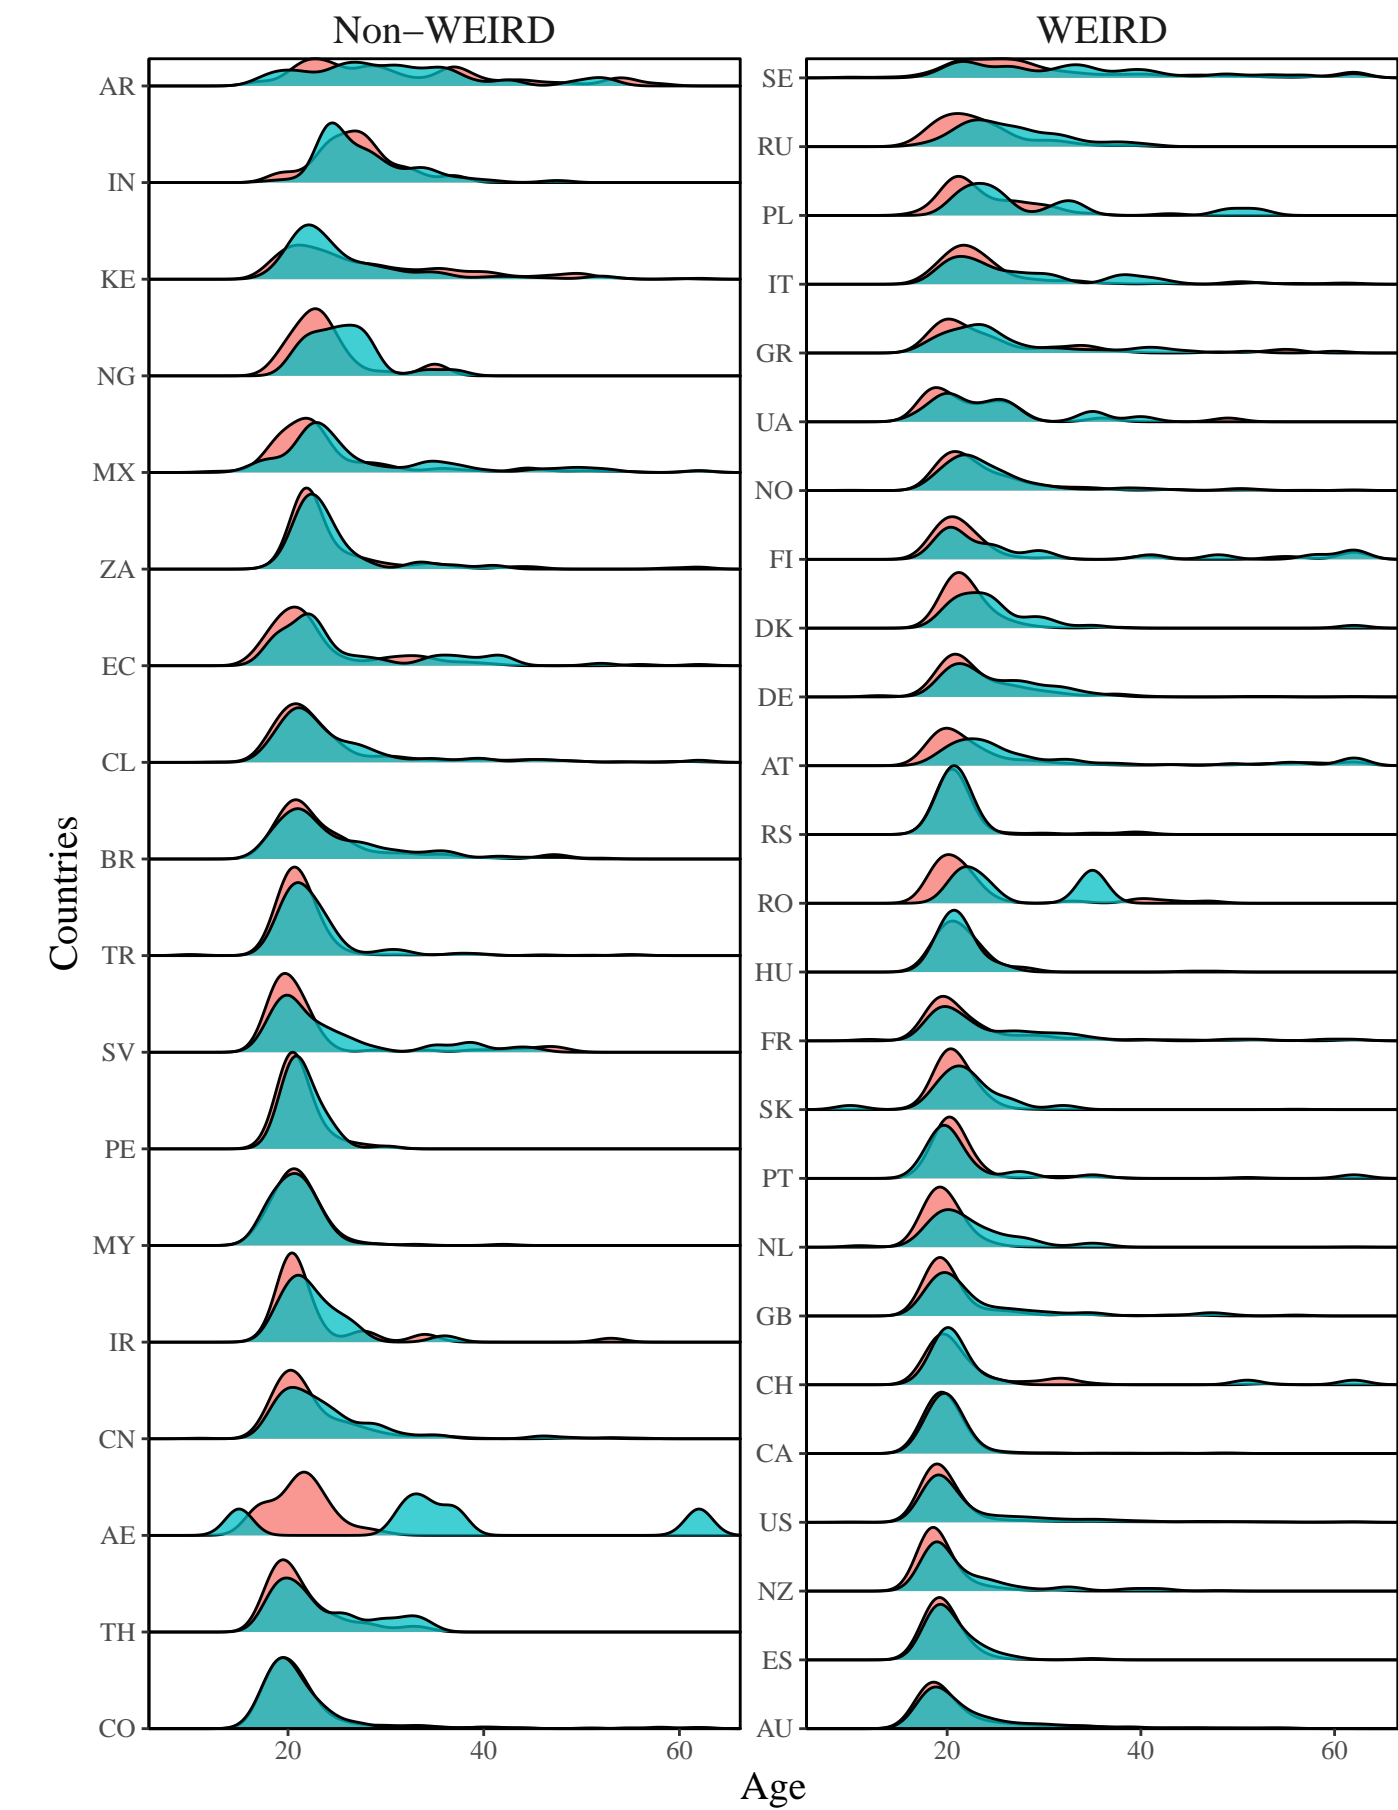 Non−WEIRD
WEIRD
Countries
AR
IN
KE
NG
MX
ZA
EC
CL
BR
TR
SV
PE
MY
IR
CN
AE
TH
CO
SE
RU
PL
IT
GR
UA
NO
FI
DK
DE
AT
RS
RO
HU
FR
SK
PT
NL
GB
CH
CA
US
NZ
ES
AU
20 40 60
20 40 60
Age